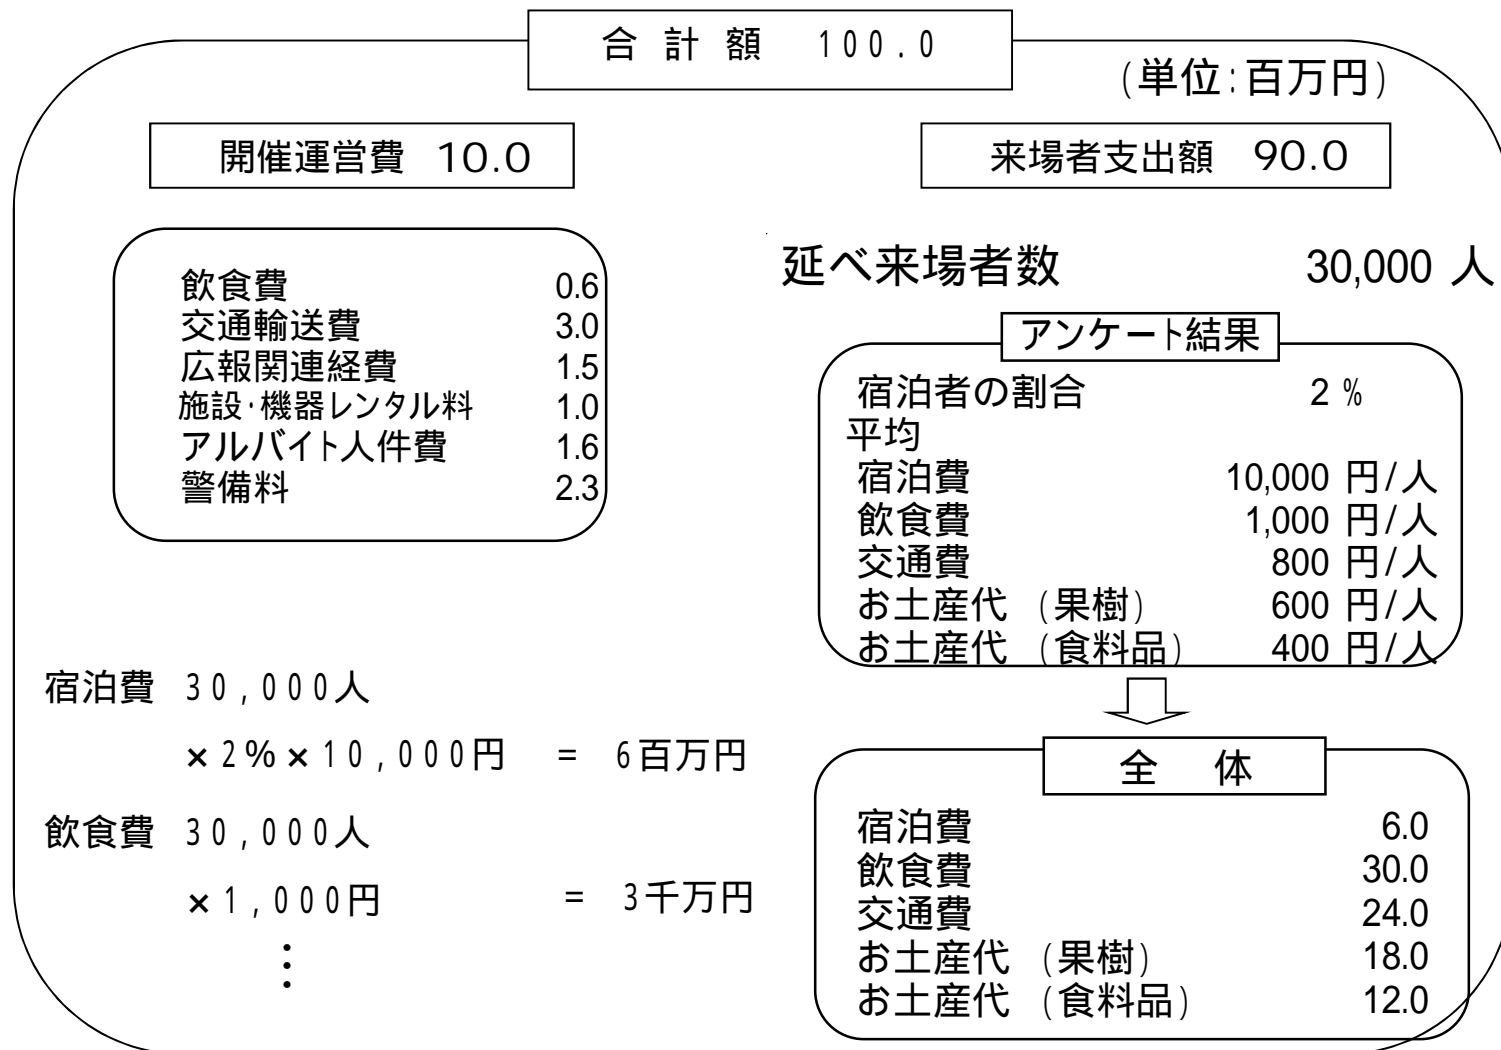 合計額 100.0
(単位:百万円)
開催運営費 10.0
来場者支出額 90.0
飲食費 0.6
交通輸送費 3.0
広報関連経費 1.5
施設・機器レンタル料 1.0
アルバイト人件費 1.6
警備料 2.3
延べ来場者数 30,000 人
アンケート結果
宿泊者の割合 2%
平均
宿泊費 10,000 円/人
飲食費 1,000 円/人
交通費 800 円/人
お土産代 (果樹) 600 円/人
お土産代 (食料品) 400 円/人
宿泊費 30,000人
×2%×10,000円 = 6百万円
飲食費 30,000人
×1,000円 = 3千万円
⋮
全体
宿泊費 6.0
飲食費 30.0
交通費 24.0
お土産代 (果樹) 18.0
お土産代 (食料品) 12.0